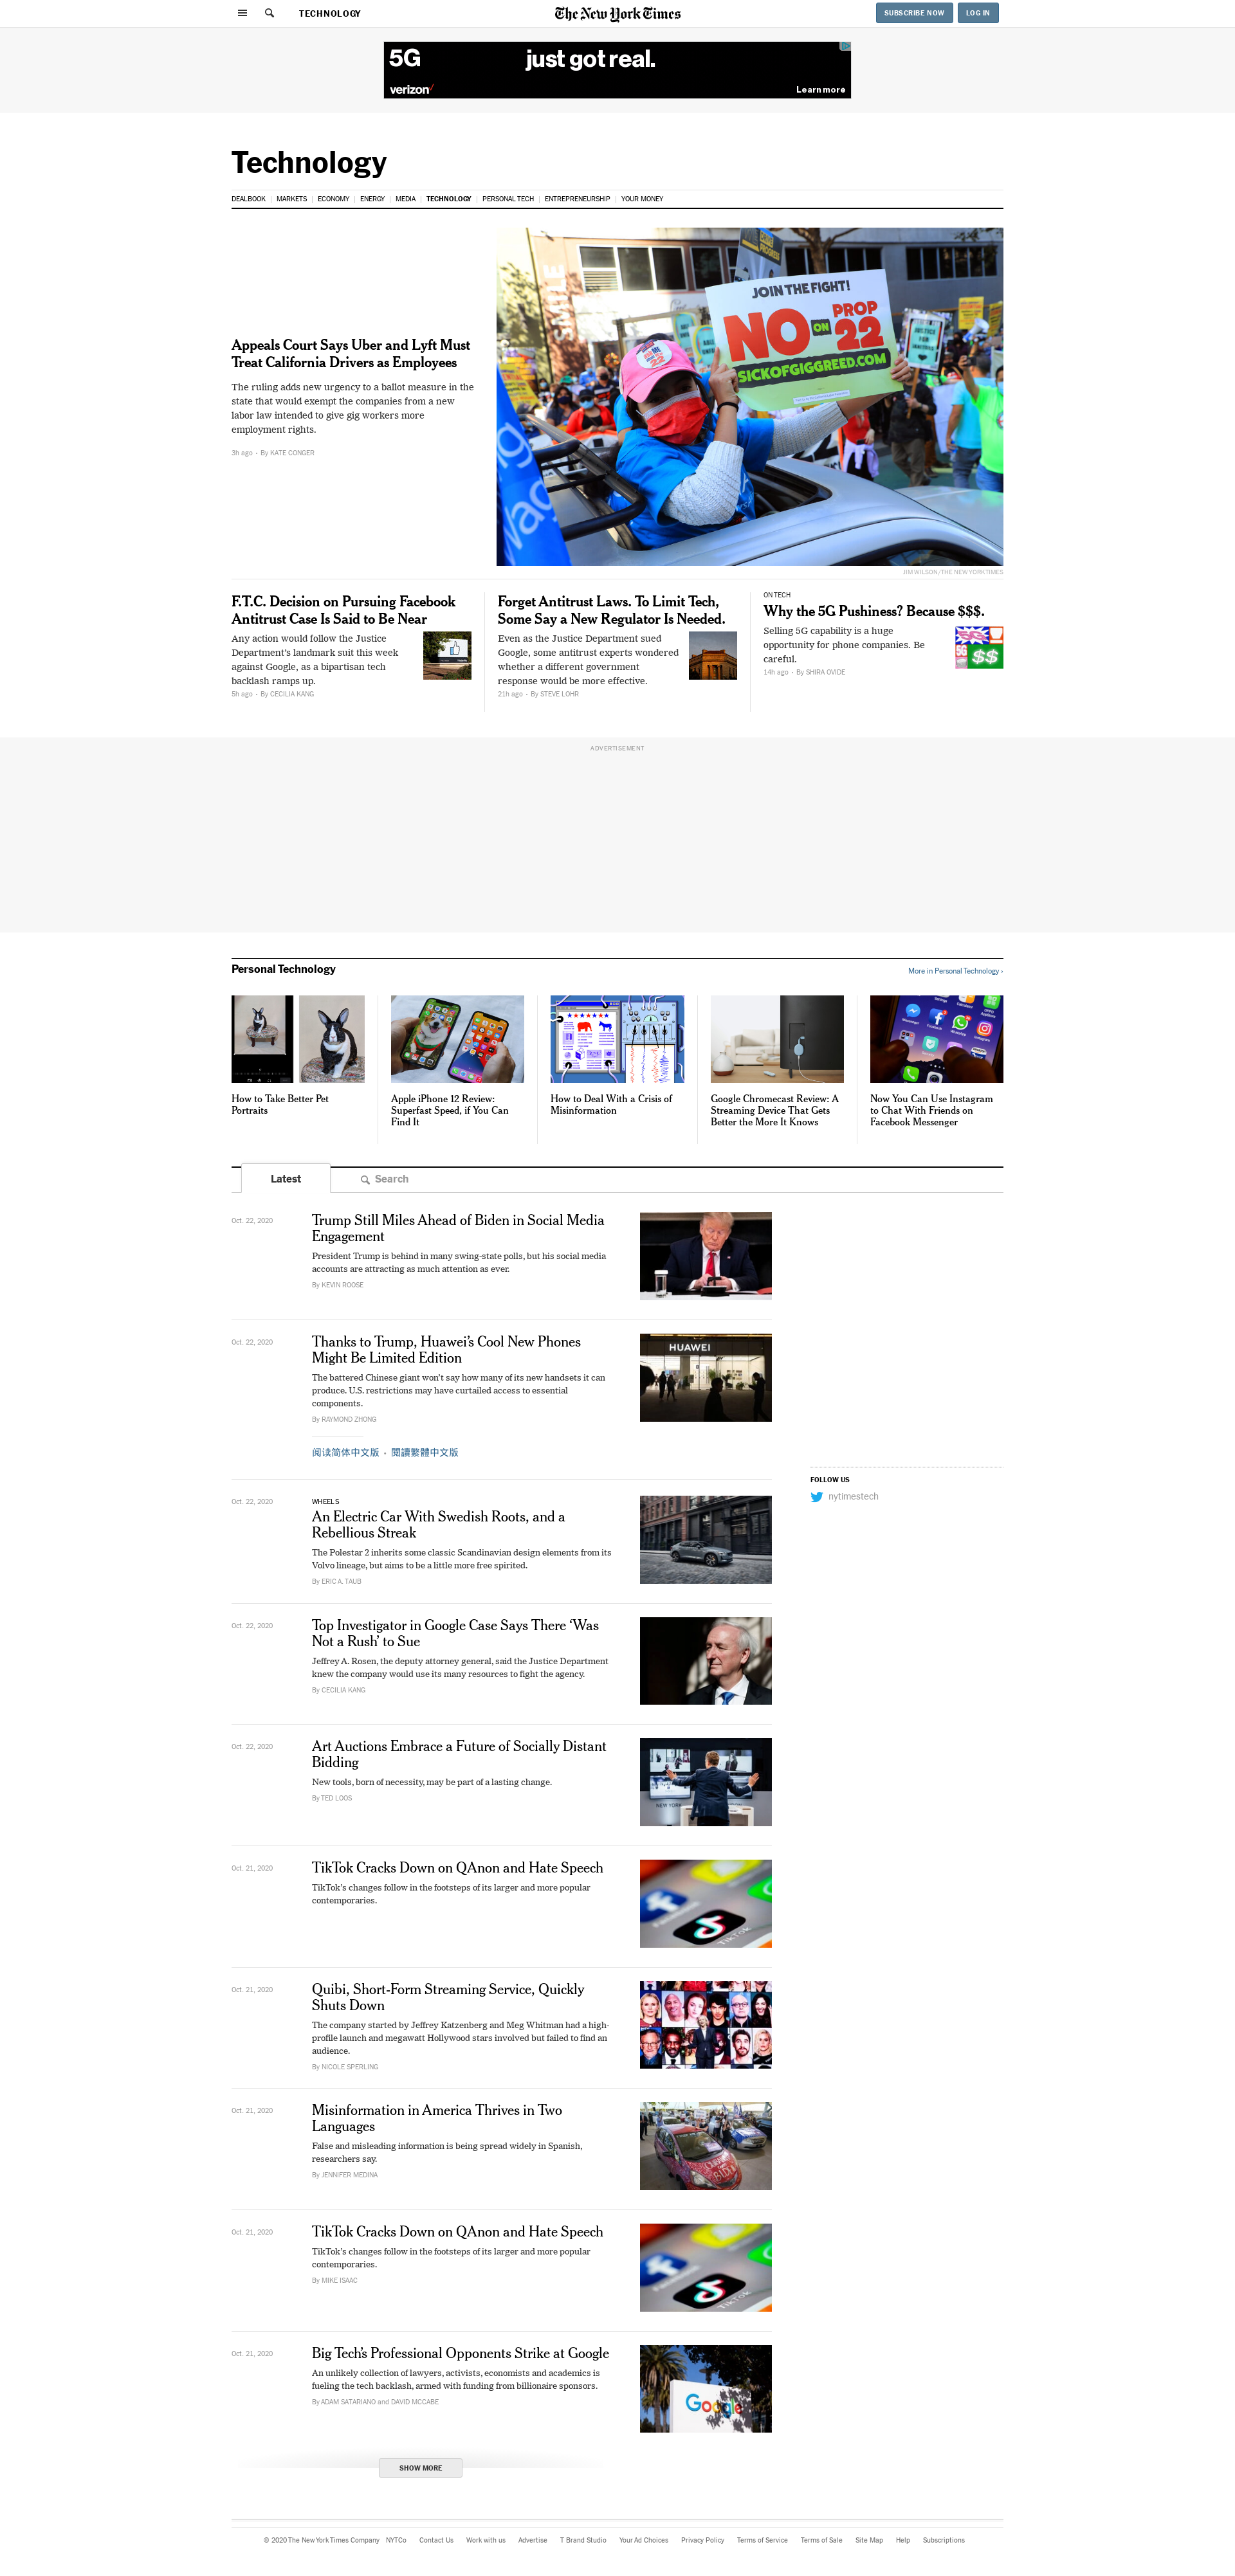 TECHNOLOGY
The New York Times
SUBSCRIBE NOW
LOG IN
5G
just got real.
verizon
Learn more
Technology
DEALBOOK
MARKETS
ECONOMY
ENERGY
MEDIA
TECHNOLOGY
PERSONAL TECH
ENTREPRENEURSHIP
YOUR MONEY
JOIN THE FIGHT!
NO ON PROP 22
SICKOFGIGGREED.COM
Appeals Court Says Uber and Lyft Must
Treat California Drivers as Employees
The ruling adds new urgency to a ballot measure in the
state that would exempt the companies from a new
labor law intended to give gig workers more
employment rights.
3h ago · By KATE CONGER
JIM WILSON/THE NEW YORK TIMES
F.T.C. Decision on Pursuing Facebook
Antitrust Case Is Said to Be Near
Any action would follow the Justice
Department's landmark suit this week
against Google, as a bipartisan tech
backlash ramps up.
5h ago · By CECILIA KANG
Forget Antitrust Laws. To Limit Tech,
Some Say a New Regulator Is Needed.
Even as the Justice Department sued
Google, some antitrust experts wondered
whether a different government
response would be more effective.
21h ago · By STEVE LOHR
ON TECH
Why the 5G Pushiness? Because $$$.
Selling 5G capability is a huge
opportunity for phone companies. Be
careful.
14h ago · By SHIRA OVIDE
5G
$$
ADVERTISEMENT
Personal Technology
More in Personal Technology ›
How to Take Better Pet
Portraits
Apple iPhone 12 Review:
Superfast Speed, if You Can
Find It
How to Deal With a Crisis of
Misinformation
Google Chromecast Review: A
Streaming Device That Gets
Better the More It Knows
Now You Can Use Instagram
to Chat With Friends on
Facebook Messenger
Latest
Search
Oct. 22, 2020
Trump Still Miles Ahead of Biden in Social Media
Engagement
President Trump is behind in many swing-state polls, but his social media
accounts are attracting as much attention as ever.
By KEVIN ROOSE
Oct. 22, 2020
Thanks to Trump, Huawei's Cool New Phones
Might Be Limited Edition
The battered Chinese giant won't say how many of its new handsets it can
produce. U.S. restrictions may have curtailed access to essential
components.
By RAYMOND ZHONG
阅读简体中文版 · 閱讀繁體中文版
HUAWEI
FOLLOW US
nytimestech
Oct. 22, 2020
WHEELS
An Electric Car With Swedish Roots, and a
Rebellious Streak
The Polestar 2 inherits some classic Scandinavian design elements from its
Volvo lineage, but aims to be a little more free spirited.
By ERIC A. TAUB
Oct. 22, 2020
Top Investigator in Google Case Says There ‘Was
Not a Rush’ to Sue
Jeffrey A. Rosen, the deputy attorney general, said the Justice Department
knew the company would use its many resources to fight the agency.
By CECILIA KANG
Oct. 22, 2020
Art Auctions Embrace a Future of Socially Distant
Bidding
New tools, born of necessity, may be part of a lasting change.
By TED LOOS
NEW YORK
Oct. 21, 2020
TikTok Cracks Down on QAnon and Hate Speech
TikTok's changes follow in the footsteps of its larger and more popular
contemporaries.
TikTok
Oct. 21, 2020
Quibi, Short-Form Streaming Service, Quickly
Shuts Down
The company started by Jeffrey Katzenberg and Meg Whitman had a high-
profile launch and megawatt Hollywood stars involved but failed to find an
audience.
By NICOLE SPERLING
Oct. 21, 2020
Misinformation in America Thrives in Two
Languages
False and misleading information is being spread widely in Spanish,
researchers say.
By JENNIFER MEDINA
Oct. 21, 2020
TikTok Cracks Down on QAnon and Hate Speech
TikTok's changes follow in the footsteps of its larger and more popular
contemporaries.
By MIKE ISAAC
TikTok
Oct. 21, 2020
Big Tech's Professional Opponents Strike at Google
An unlikely collection of lawyers, activists, economists and academics is
fueling the tech backlash, armed with funding from billionaire sponsors.
By ADAM SATARIANO and DAVID MCCABE
Google
SHOW MORE
© 2020 The New York Times Company
NYTCo
Contact Us
Work with us
Advertise
T Brand Studio
Your Ad Choices
Privacy Policy
Terms of Service
Terms of Sale
Site Map
Help
Subscriptions